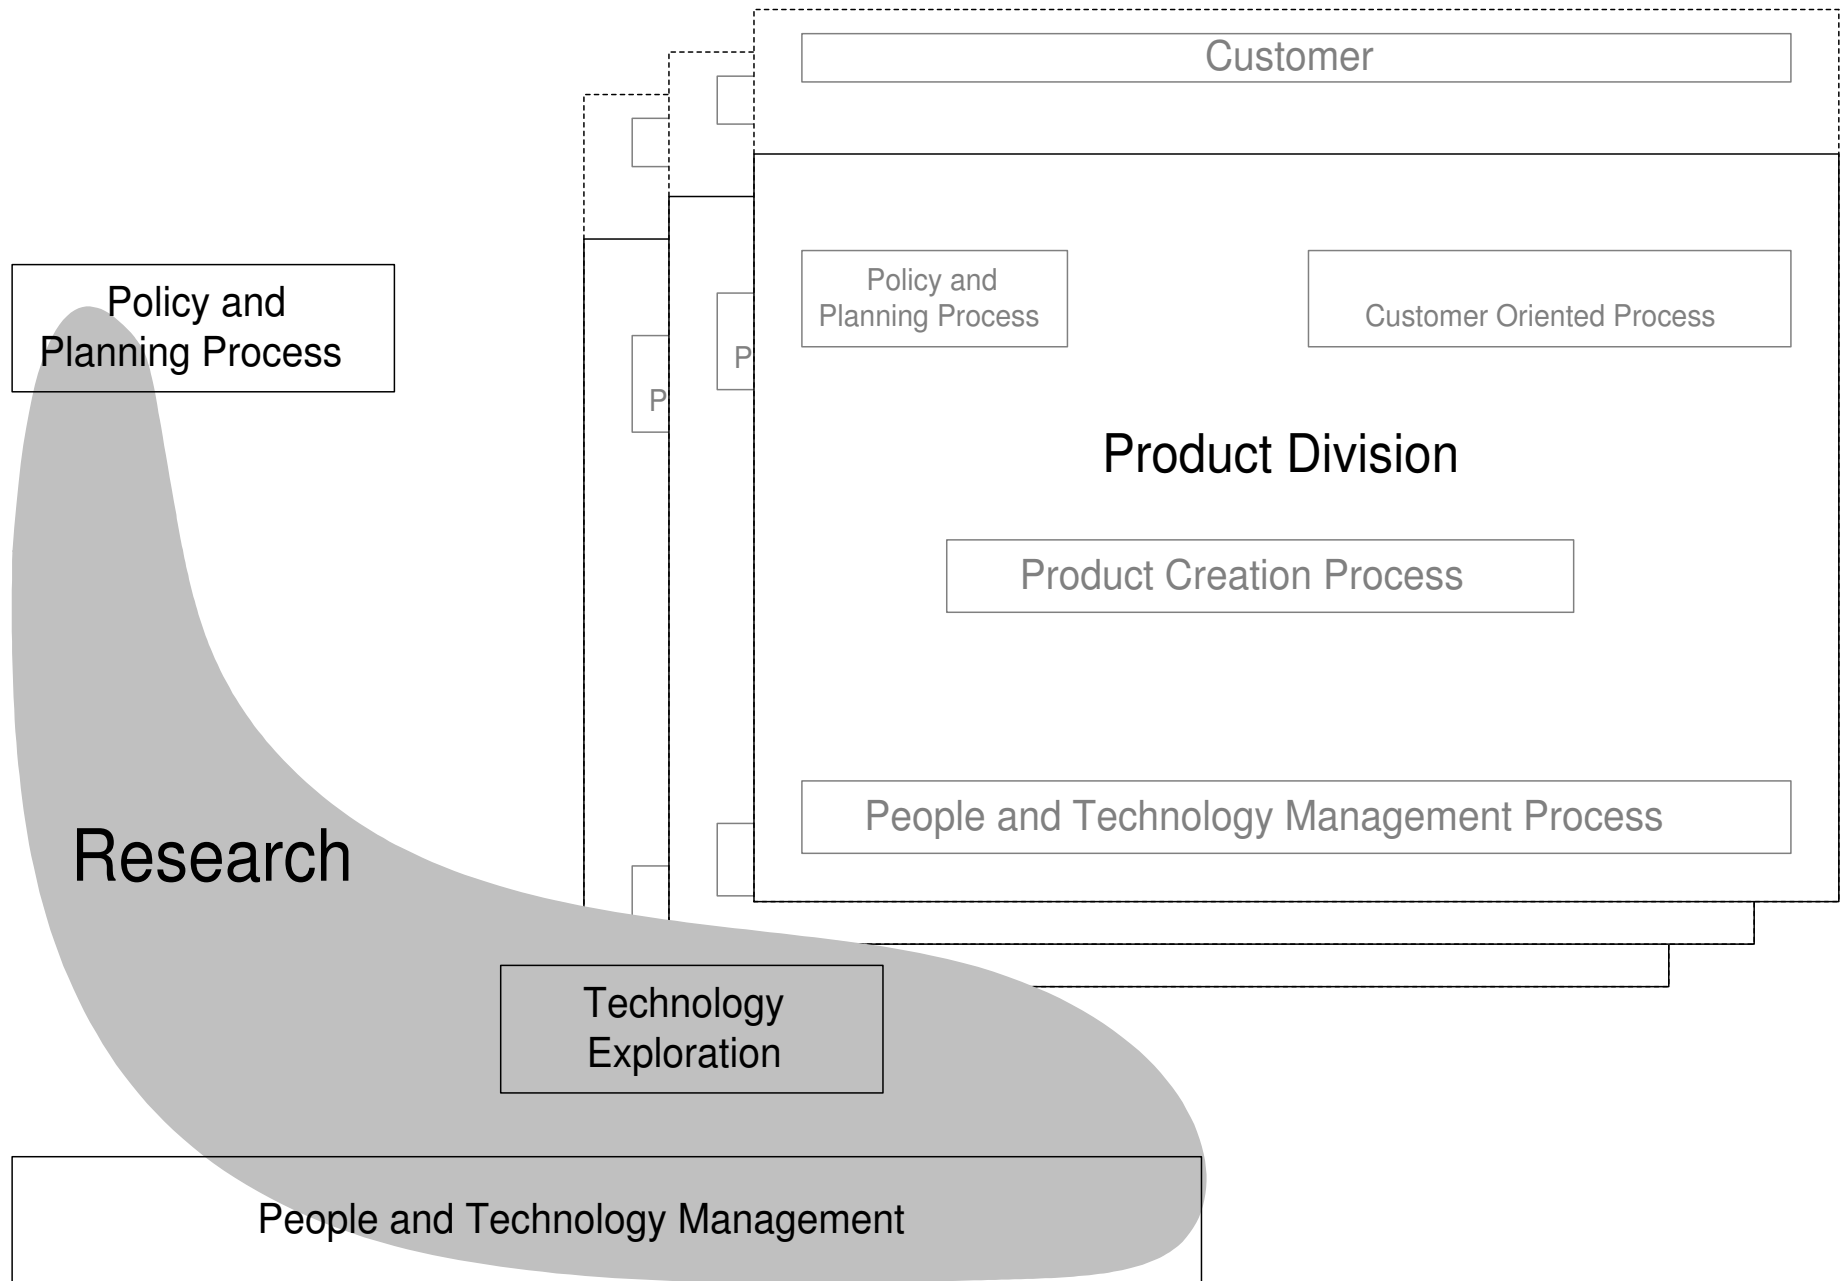 Customer
Policy and
Planning Process
Policy and
Planning Process
Customer Oriented Process
P
P
Product Division
Product Creation Process
People and Technology Management Process
Research
Technology
Exploration
People and Technology Management